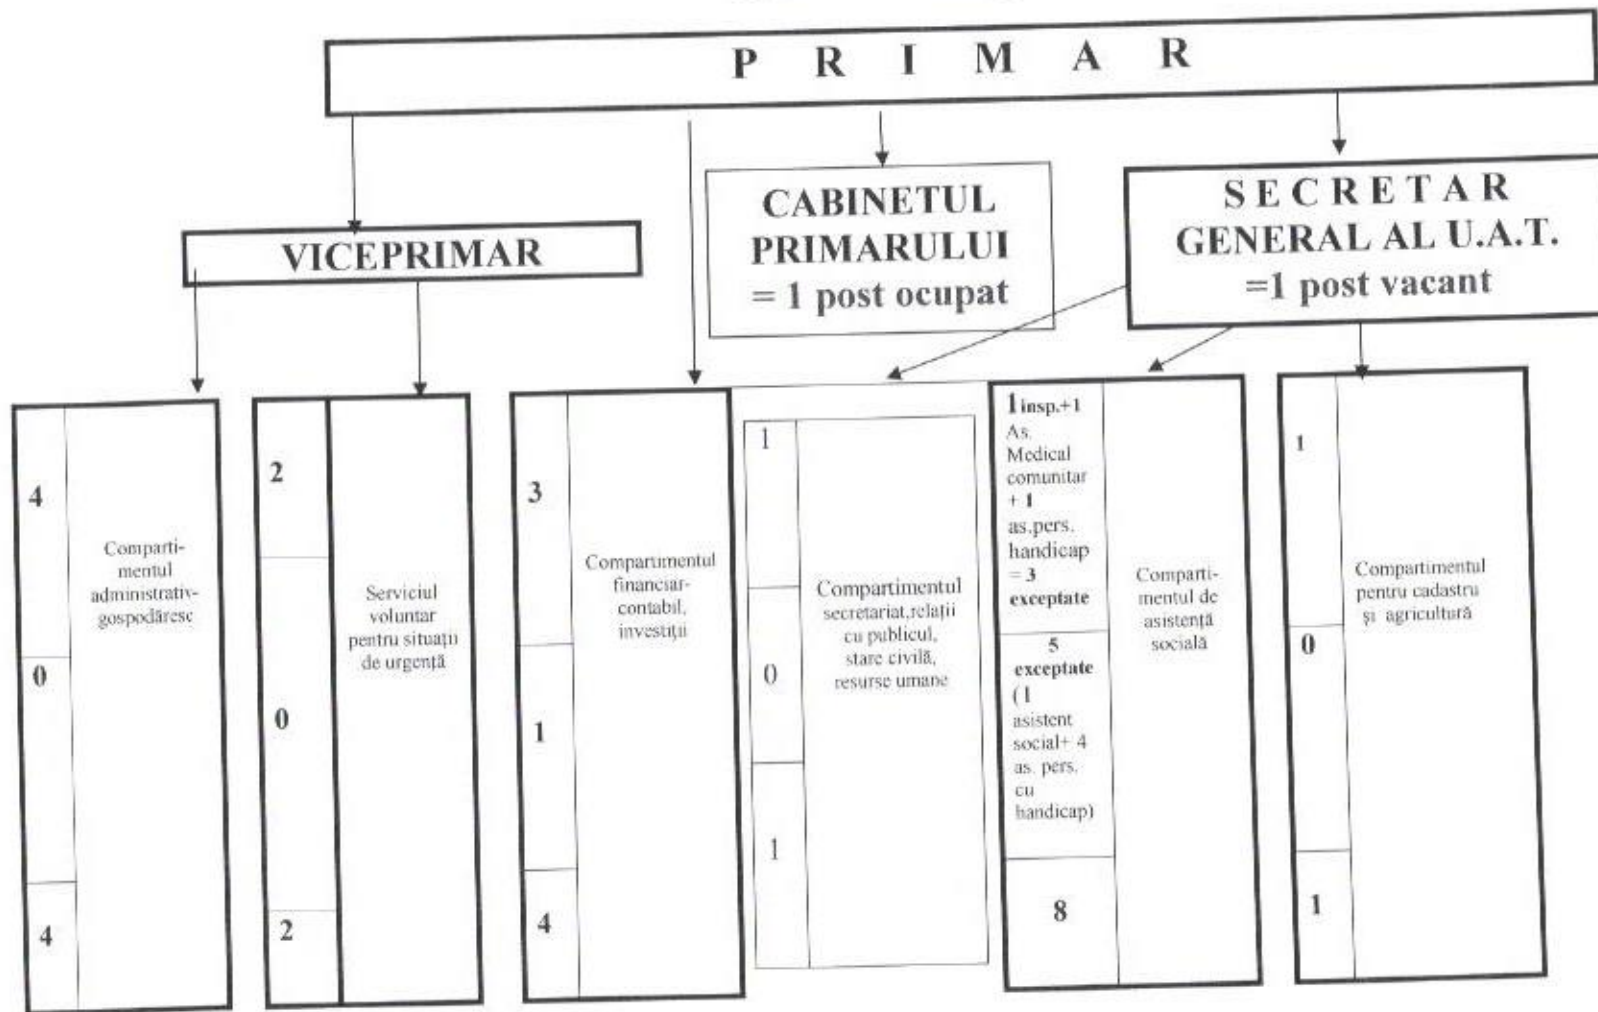 P R I M A R
CABINETUL
PRIMARULUI
= 1 post ocupat
S E C R E T A R
GENERAL AL U.A.T.
=1 post vacant
VICEPRIMAR
4
0
4
Comparti-
mentul
administrativ-
gospodăresc
2
0
2
Serviciul
voluntar
pentru situații
de urgență
3
1
4
Compartimentul
financiar-
contabil,
investiții
1
0
1
Compartimentul
secretariat,relații
cu publicul,
stare civilă,
resurse umane
1insp.+1
As.
Medical
comunitar
+ 1
as.pers.
handicap
= 3
exceptate
5
exceptate
(1
asistent
social+ 4
as. pers.
cu
handicap)
8
Comparti-
mentul de
asistență
socială
1
0
1
Compartimentul
pentru cadastru
și agricultură